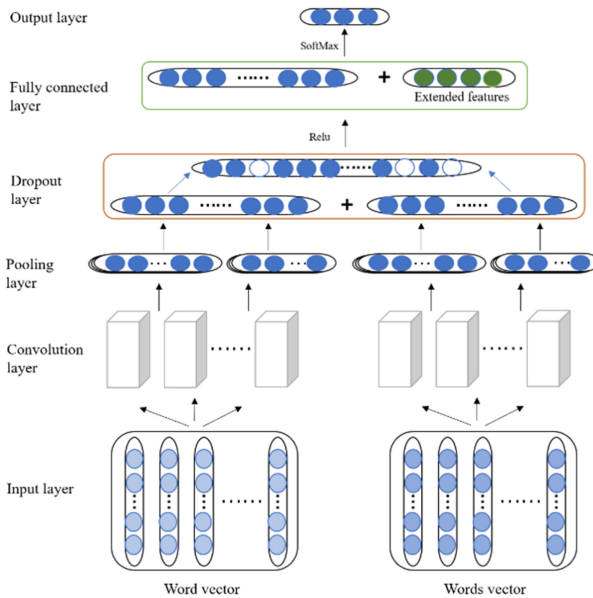 Output layer
SoftMax
Fully connected
layer
+
Extended features
Relu
Dropout
layer
+
Pooling
layer
Convolution
layer
Input layer
Word vector
Words vector